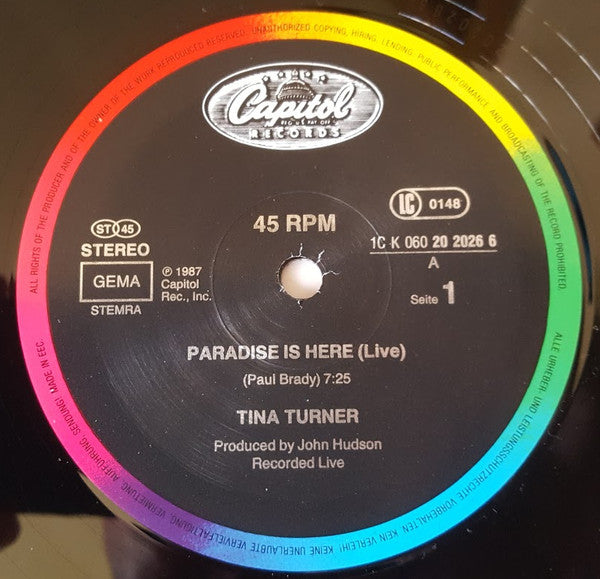 Capitol
RECORDS
45 RPM
LC 0148
ST 45
STEREO
1C K 060 20 2026 6
A
GEMA
STEMRA
℗ 1987
Capitol
Rec., Inc.
Seite 1
PARADISE IS HERE (Live)
(Paul Brady) 7:25
TINA TURNER
Produced by John Hudson
Recorded Live
ALL RIGHTS OF THE PRODUCER AND OF THE OWNER OF THE WORK REPRODUCED RESERVED. UNAUTHORISED COPYING, HIRING, LENDING, PUBLIC PERFORMANCE AND BROADCASTING OF THE RECORD PROHIBITED.
ALLE URHEBER- UND LEISTUNGSSCHUTZRECHTE VORBEHALTEN. KEIN VERLEIH! KEINE UNERLAUBTE VERVIELFÄLTIGUNG, VERMIETUNG, AUFFÜHRUNG, SENDUNG! MADE IN EEC.